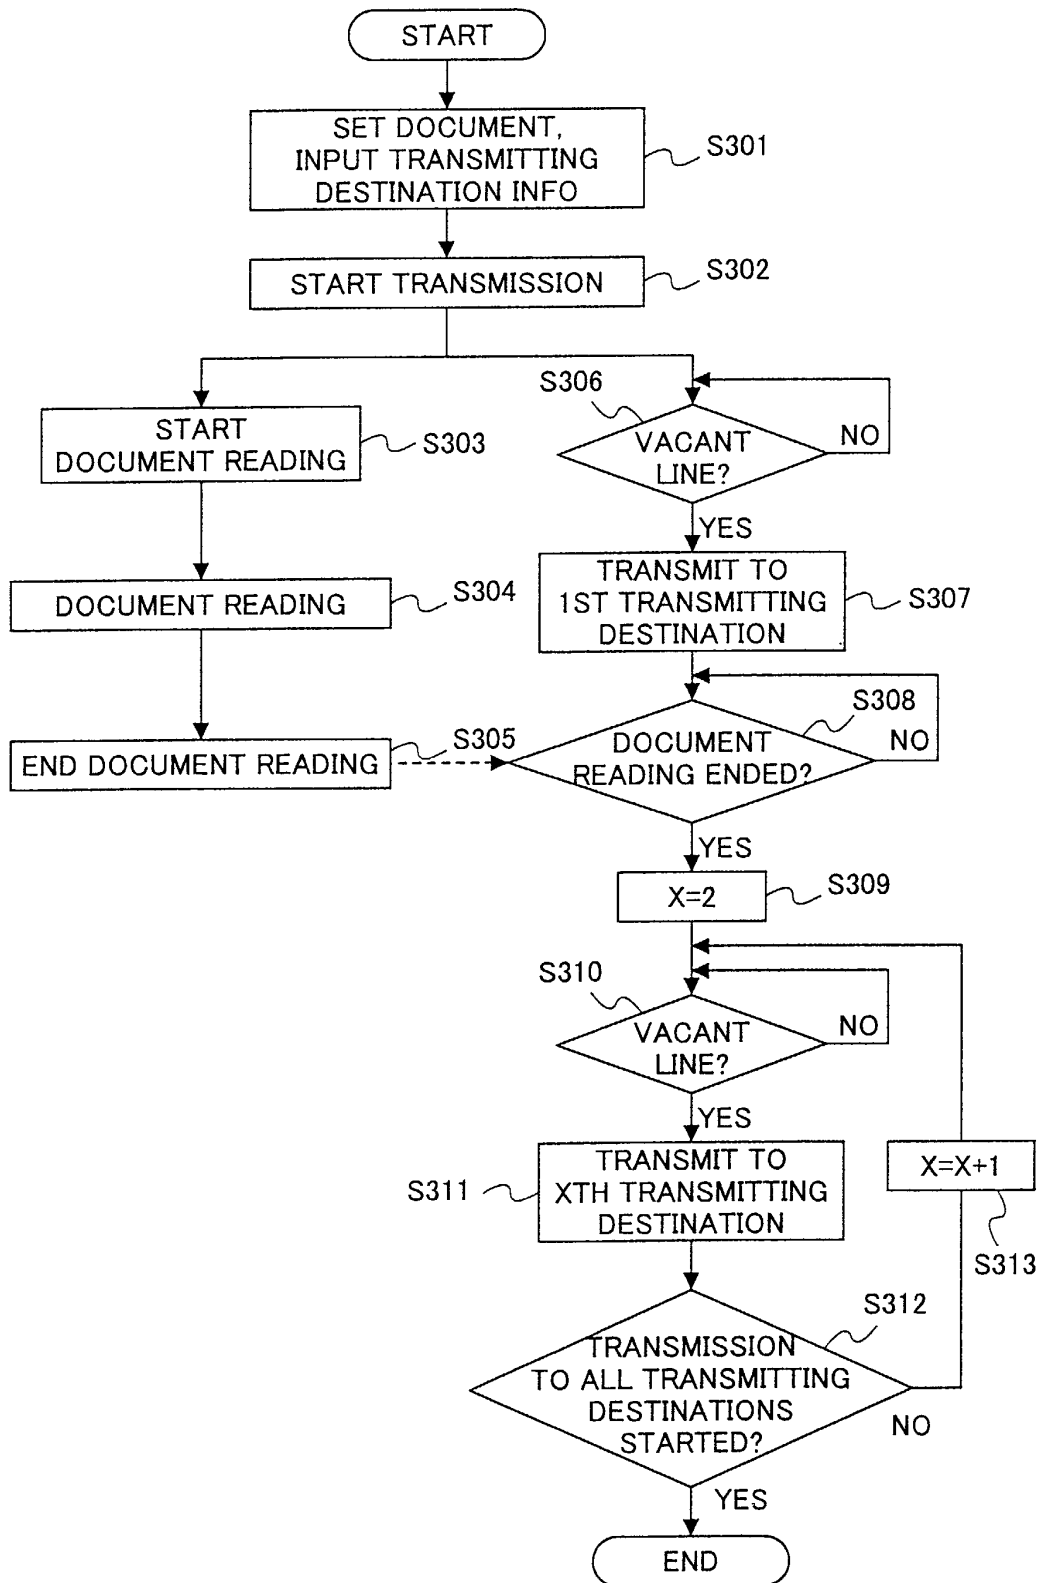 START
SET DOCUMENT,
INPUT TRANSMITTING
DESTINATION INFO
S301
START TRANSMISSION
S302
START
DOCUMENT READING
S303
DOCUMENT READING
S304
END DOCUMENT READING
S305
S306
VACANT
LINE?
NO
YES
TRANSMIT TO
1ST TRANSMITTING
DESTINATION
S307
S308
DOCUMENT
READING ENDED?
NO
YES
X=2
S309
S310
VACANT
LINE?
NO
YES
S311
TRANSMIT TO
XTH TRANSMITTING
DESTINATION
X=X+1
S313
S312
TRANSMISSION
TO ALL TRANSMITTING
DESTINATIONS
STARTED?
NO
YES
END